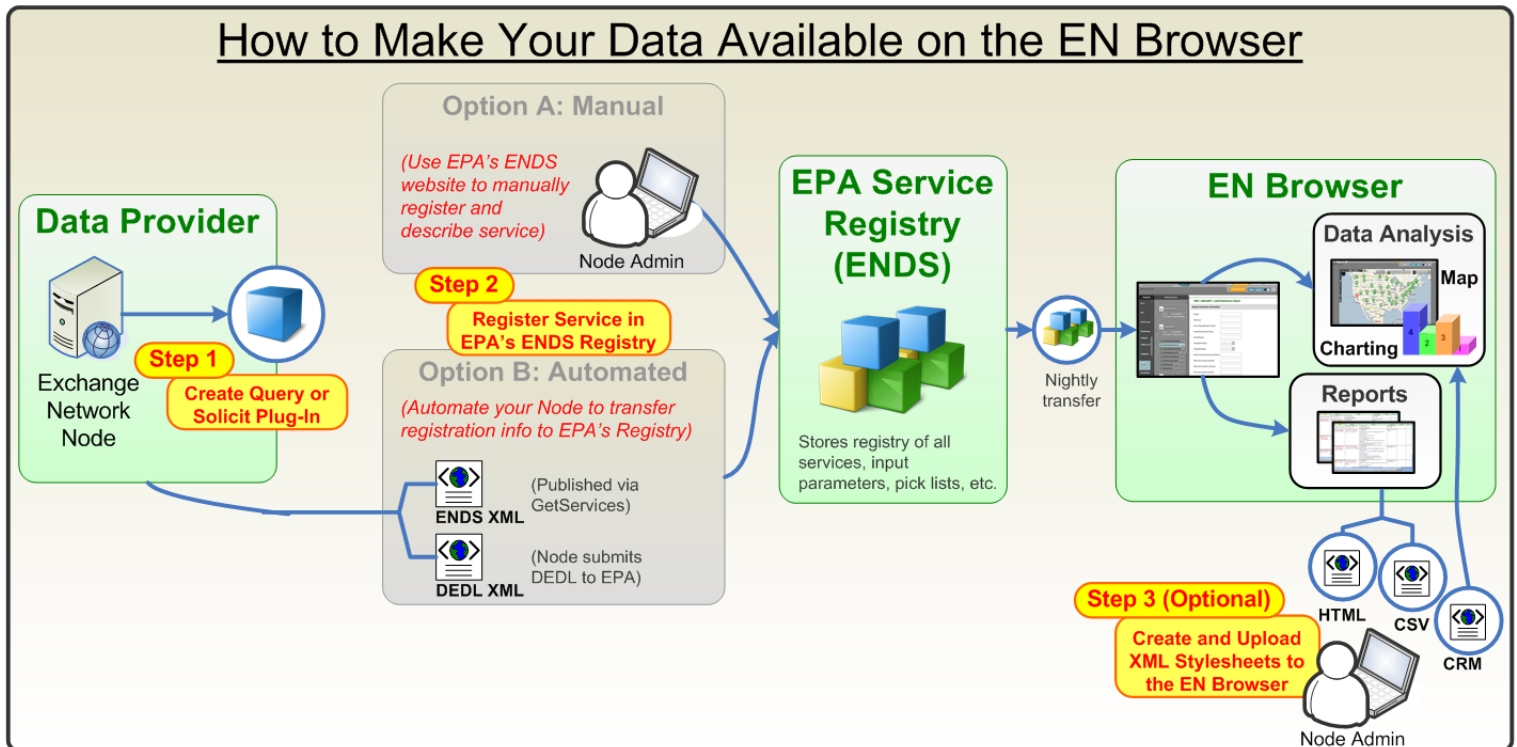 How to Make Your Data Available on the EN Browser
Data Provider
Exchange
Network
Node
Step 1
Create Query or
Solicit Plug-In
Option A: Manual
(Use EPA's ENDS
website to manually
register and
describe service)
Node Admin
Step 2
Register Service in
EPA's ENDS Registry
Option B: Automated
(Automate your Node to transfer
registration info to EPA's Registry)
ENDS XML
(Published via
GetServices)
DEDL XML
(Node submits
DEDL to EPA)
EPA Service
Registry
(ENDS)
Stores registry of all
services, input
parameters, pick lists, etc.
Nightly
transfer
EN Browser
Data Analysis
Map
4
2
3
Charting
Reports
HTML
CSV
CRM
Step 3 (Optional)
Create and Upload
XML Stylesheets to
the EN Browser
Node Admin